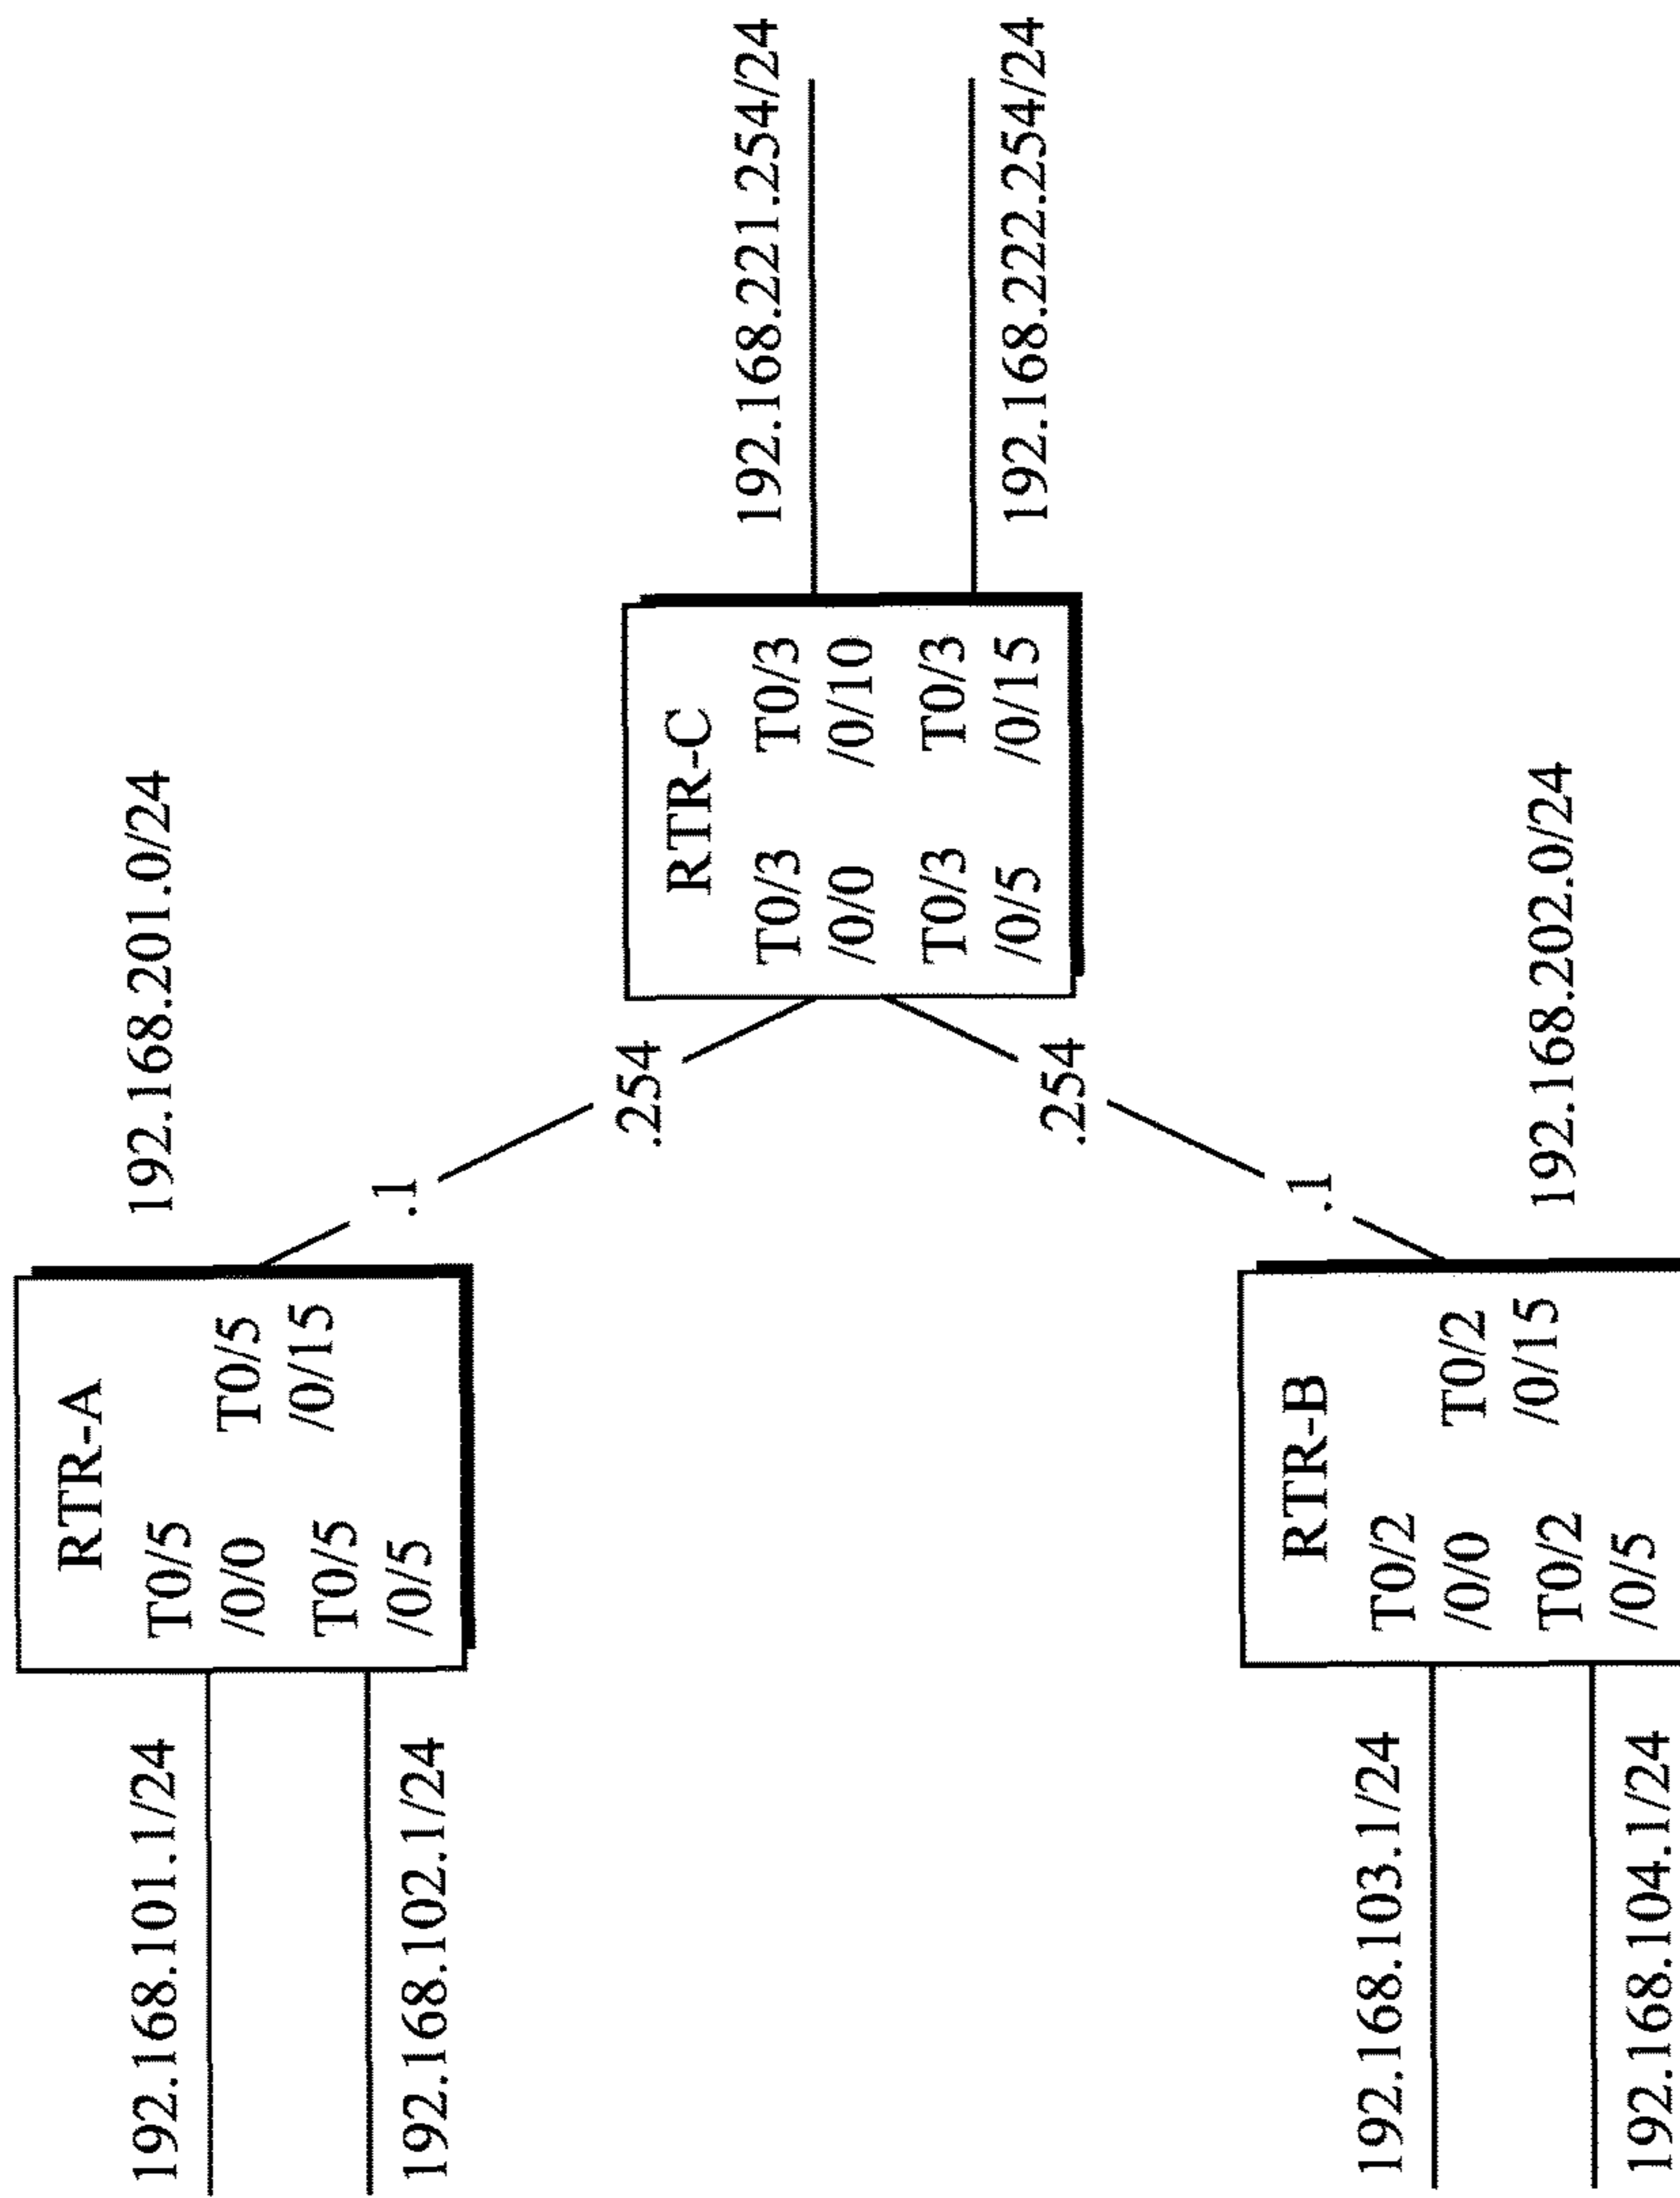 192.168.101.1/24
192.168.102.1/24
RTR-A
T0/5
/0/0
T0/5
/0/5
T0/5
/0/15
192.168.201.0/24
.1
.254
RTR-C
T0/3 T0/3
/0/0 /0/10
T0/3 T0/3
/0/5 /0/15
192.168.221.254/24
192.168.222.254/24
192.168.103.1/24
192.168.104.1/24
RTR-B
T0/2
/0/0
T0/2
/0/5
T0/2
/0/15
.1
.254
192.168.202.0/24